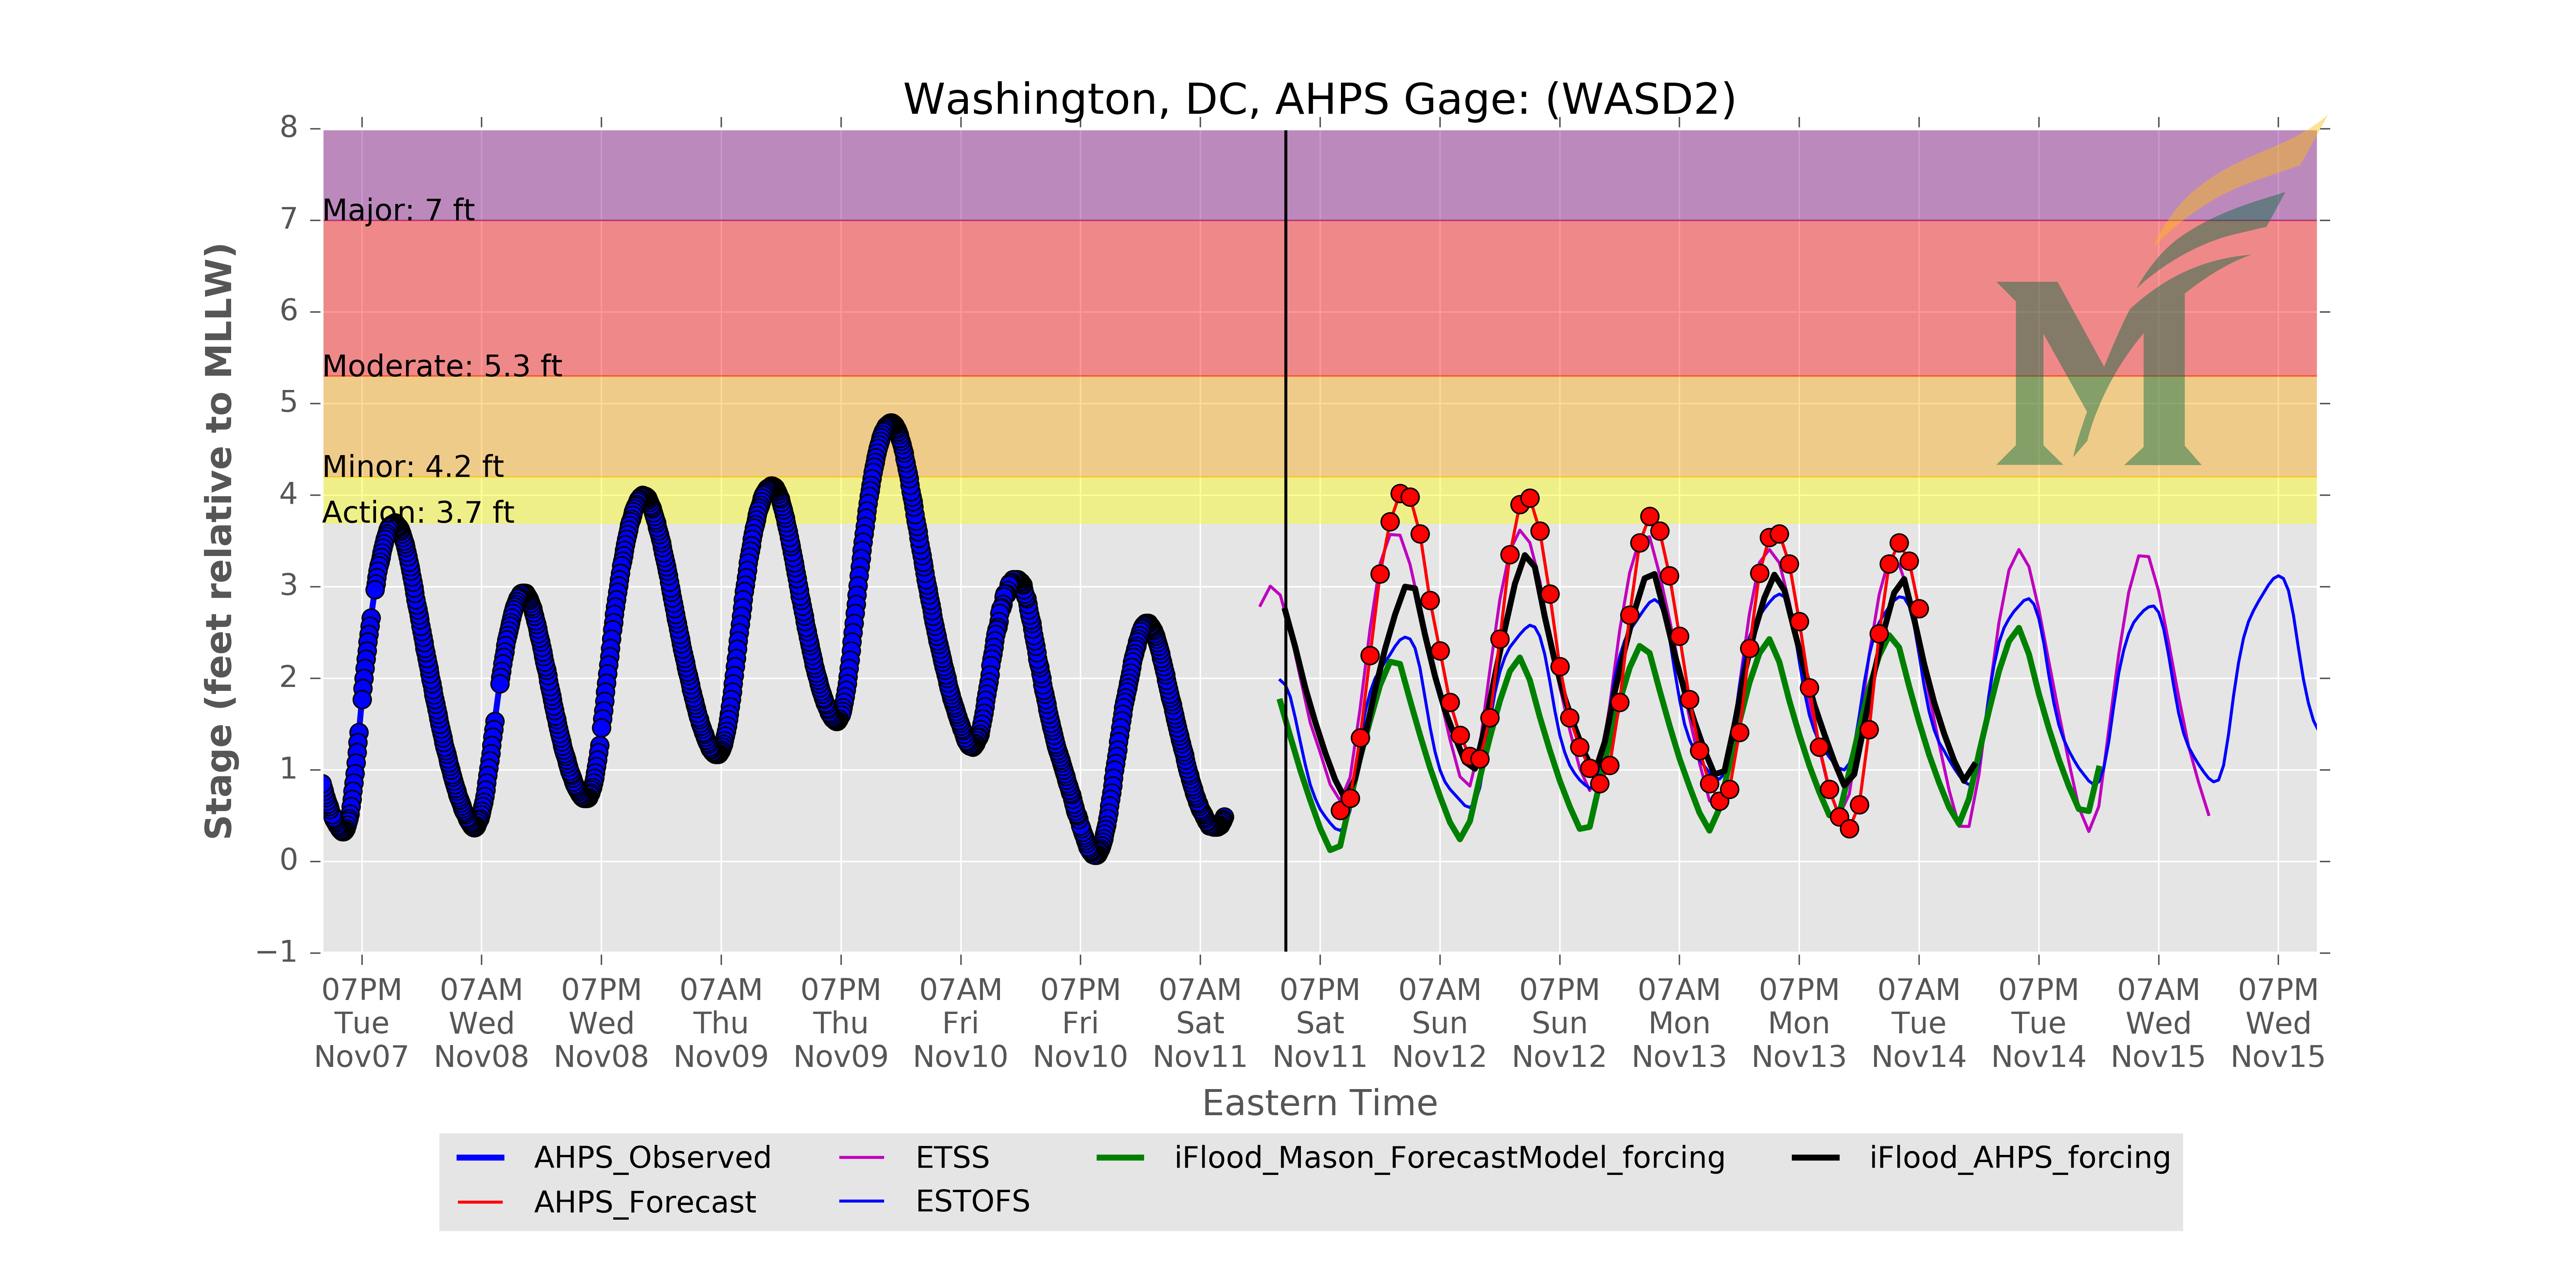 Washington, DC, AHPS Gage: (WASD2)
8
7
6
5
4
3
2
1
0
−1
Stage (feet relative to MLLW)
Major: 7 ft
Moderate: 5.3 ft
Minor: 4.2 ft
Action: 3.7 ft
M
07PM 07AM 07PM 07AM 07PM 07AM 07PM 07AM 07PM 07AM 07PM 07AM 07PM 07AM 07PM 07AM 07PM
Tue Wed Wed Thu Thu Fri Fri Sat Sat Sun Sun Mon Mon Tue Tue Wed Wed
Nov07 Nov08 Nov08 Nov09 Nov09 Nov10 Nov10 Nov11 Nov11 Nov12 Nov12 Nov13 Nov13 Nov14 Nov14 Nov15 Nov15
Eastern Time
AHPS_Observed ETSS iFlood_Mason_ForecastModel_forcing iFlood_AHPS_forcing
AHPS_Forecast ESTOFS